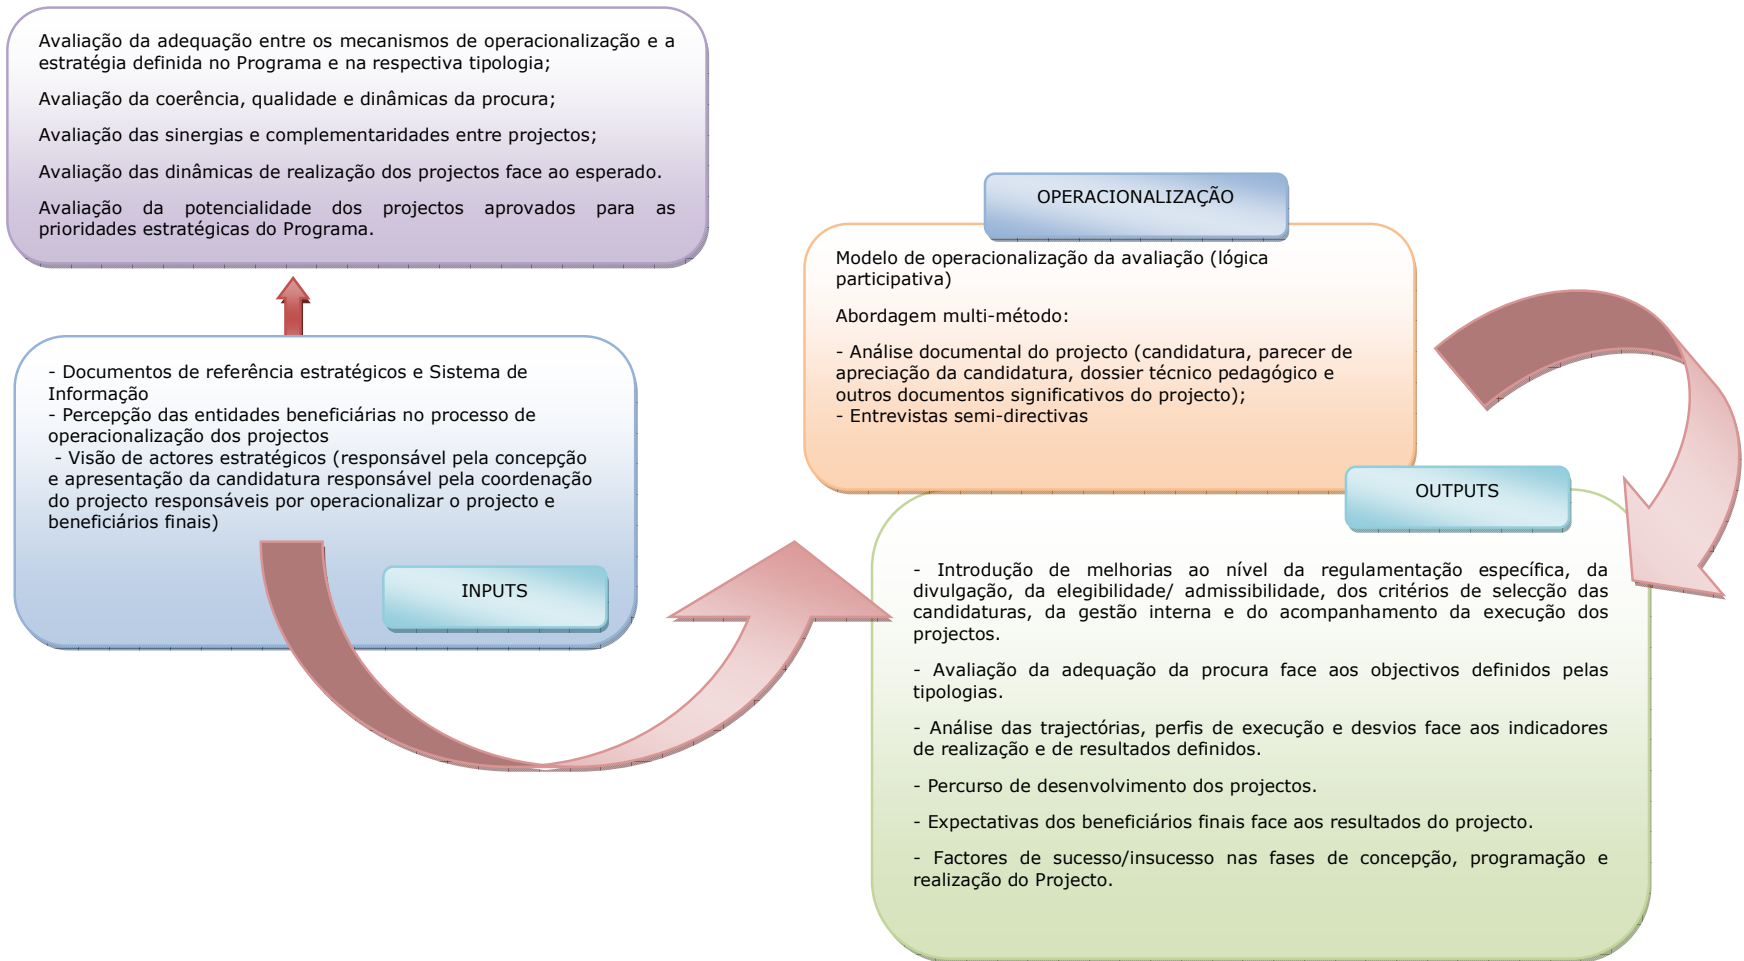 Avaliação da adequação entre os mecanismos de operacionalização e a
estratégia definida no Programa e na respectiva tipologia;
Avaliação da coerência, qualidade e dinâmicas da procura;
Avaliação das sinergias e complementaridades entre projectos;
Avaliação das dinâmicas de realização dos projectos face ao esperado.
Avaliação da potencialidade dos projectos aprovados para as
prioridades estratégicas do Programa.
- Documentos de referência estratégicos e Sistema de
Informação
- Percepção das entidades beneficiárias no processo de
operacionalização dos projectos
- Visão de actores estratégicos (responsável pela concepção
e apresentação da candidatura responsável pela coordenação
do projecto responsáveis por operacionalizar o projecto e
beneficiários finais)
INPUTS
OPERACIONALIZAÇÃO
Modelo de operacionalização da avaliação (lógica
participativa)
Abordagem multi-método:
- Análise documental do projecto (candidatura, parecer de
apreciação da candidatura, dossier técnico pedagógico e
outros documentos significativos do projecto);
- Entrevistas semi-directivas
OUTPUTS
- Introdução de melhorias ao nível da regulamentação específica, da
divulgação, da elegibilidade/ admissibilidade, dos critérios de selecção das
candidaturas, da gestão interna e do acompanhamento da execução dos
projectos.
- Avaliação da adequação da procura face aos objectivos definidos pelas
tipologias.
- Análise das trajectórias, perfis de execução e desvios face aos indicadores
de realização e de resultados definidos.
- Percurso de desenvolvimento dos projectos.
- Expectativas dos beneficiários finais face aos resultados do projecto.
- Factores de sucesso/insucesso nas fases de concepção, programação e
realização do Projecto.